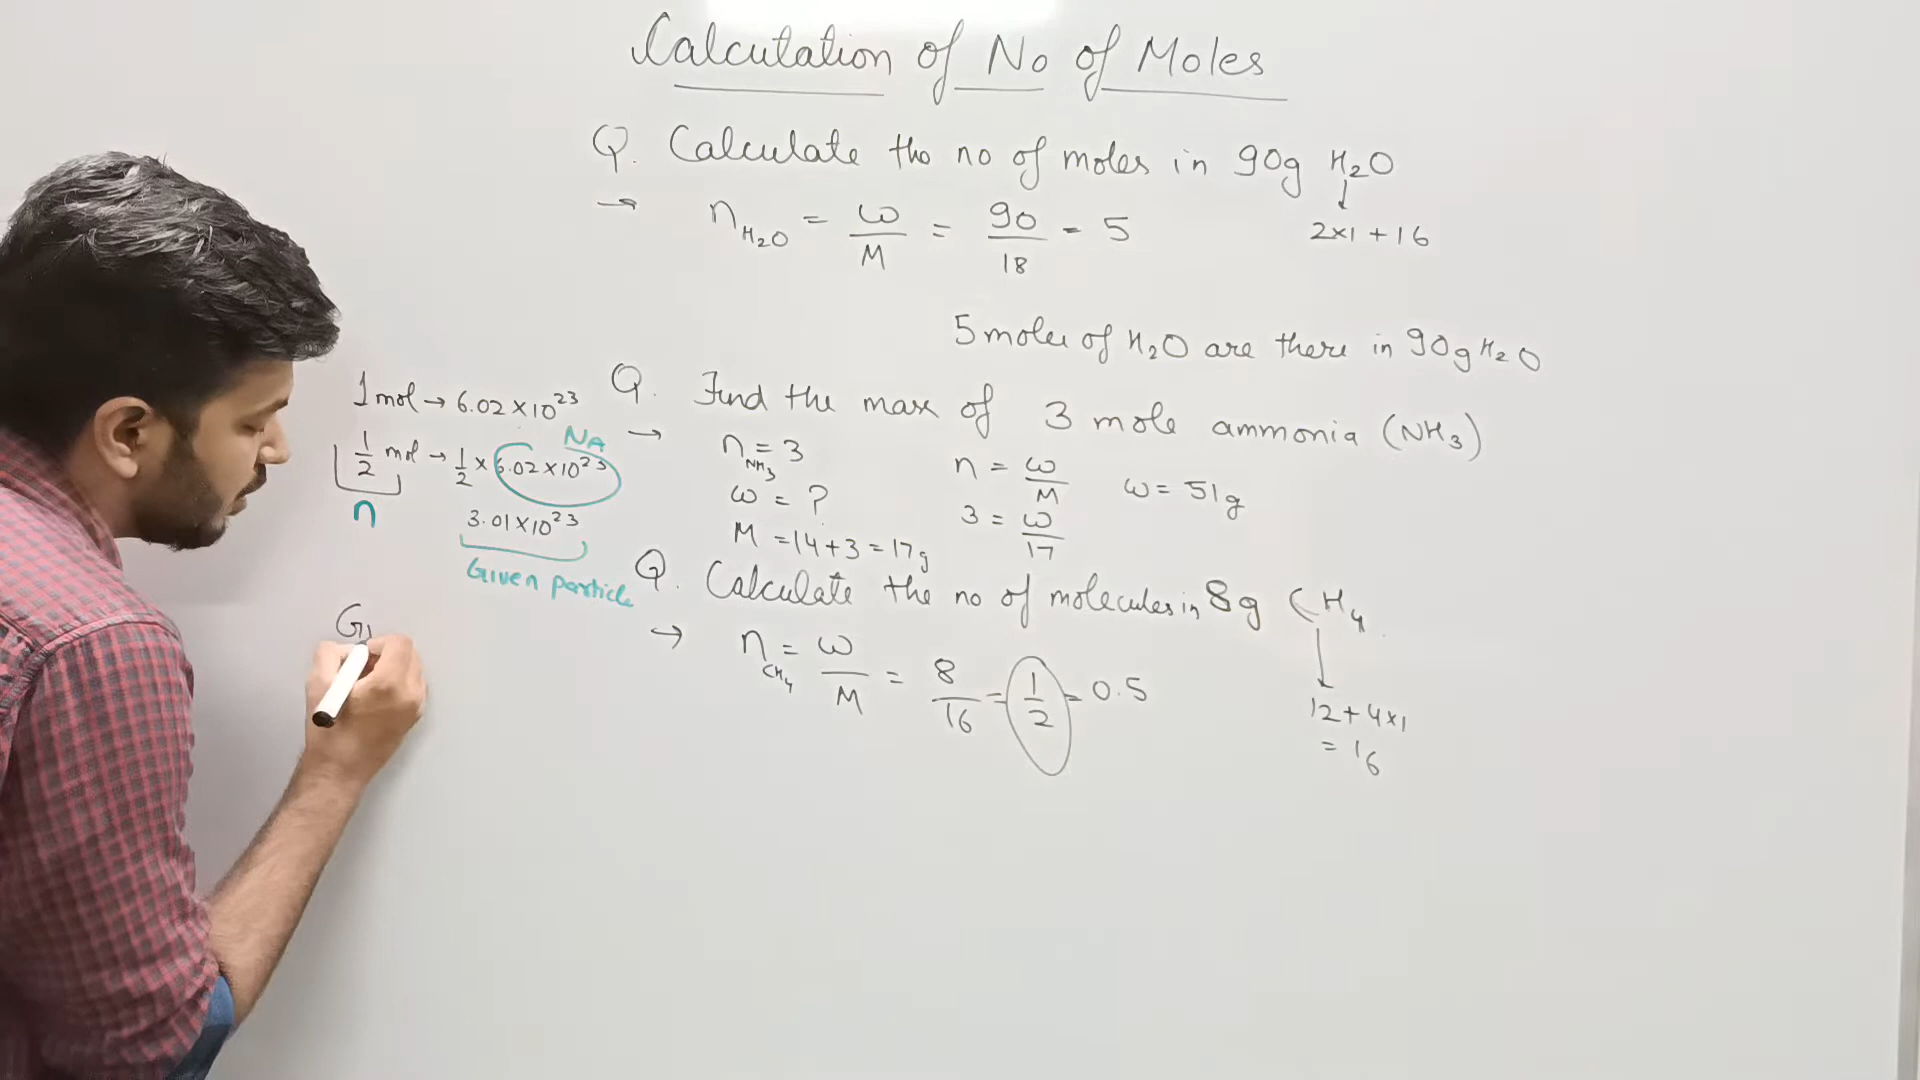 Calculation of No of Moles
Q. Calculate the no of moles in 90g H2O
→ nH2O = ω/M = 90/18 = 5
2×1 + 16
5 moles of H2O are there in 90g H2O
1 mol → 6.02 × 10^23
1/2 mol → 1/2 × 6.02 × 10^23
NA
n
3.01 × 10^23
Given particle
Gi
Q. Find the mass of 3 mole ammonia (NH3)
→ nNH3 = 3
ω = ?
M = 14 + 3 = 17g
n = ω/M
3 = ω/17
ω = 51g
Q. Calculate the no of molecules in 8g CH4
→ nCH4 = ω/M = 8/16 = 1/2 = 0.5
12 + 4×1
= 16